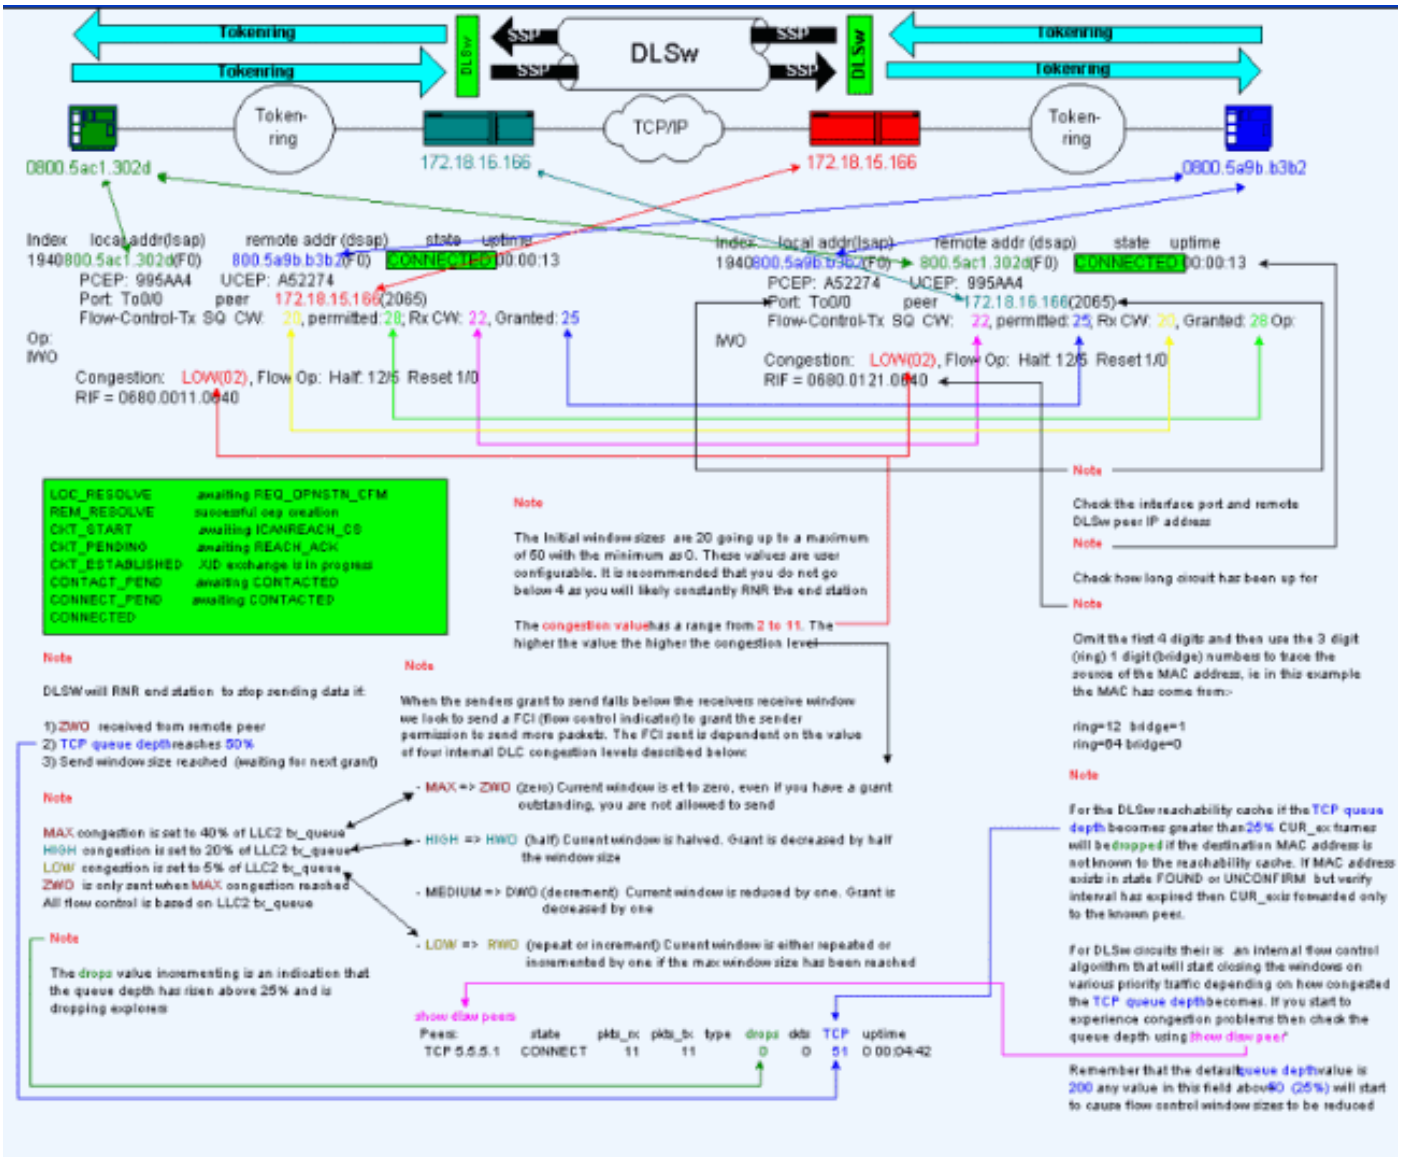 Tokenring
Tokenring
DLSw
SSP
SSP
DLSw
SSP
SSP
DLSw
Tokenring
Tokenring
Token-
ring
TCP/IP
Token-
ring
0800.5ac1.302d
172.18.16.166
172.18.15.166
0800.5a9b.b3b2
Index local addr(lsap) remote addr (dsap) state uptime
1940800.5ac1.302d(F0) 800.5a9b.b3b2(F0) CONNECTED 00:00:13
PCEP: 995AA4 UCEP: A52274
Port: To0/0 peer 172.18.15.166(2065)
Flow-Control-Tx SQ CW: 20, permitted:28; Rx CW: 22, Granted:25
Op:
IWO
Congestion: LOW(02), Flow Op: Half: 12/5 Reset 1/0
RIF = 0680.0011.0640
Index local addr(lsap) remote addr (dsap) state uptime
1940800.5a9b.b3b2(F0) 800.5ac1.302d(F0) CONNECTED 00:00:13
PCEP: A52274 UCEP: 995AA4
Port: To0/0 peer 172.18.16.166(2065)
Flow-Control-Tx SQ CW: 22, permitted: 25; Rx CW: 20, Granted: 28 Op:
IWO
Congestion: LOW(02), Flow Op: Half: 12/5 Reset 1/0
RIF = 0680.0121.0640
LOC_RESOLVE awaiting REQ_OPNSTN_CFM
REM_RESOLVE successful cep creation
CKT_START awaiting ICANREACH_CS
CKT_PENDING awaiting REACH_ACK
CKT_ESTABLISHED XID exchange is in progress
CONTACT_PEND awaiting CONTACTED
CONNECT_PEND awaiting CONTACTED
CONNECTED
Note
DLSW will RNR end station to stop sending data if:
1) ZWO received from remote peer
2) TCP queue depth reaches 50%
3) Send window size reached (waiting for next grant)
Note
MAX congestion is set to 40% of LLC2 tx_queue
HIGH congestion is set to 20% of LLC2 tx_queue
LOW congestion is set to 5% of LLC2 tx_queue
ZWO is only sent when MAX congestion reached
All flow control is based on LLC2 tx_queue
Note
The drops value incrementing is an indication that
the queue depth has risen above 25% and is
dropping explorers
Note
The Initial window sizes are 20 going up to a maximum
of 50 with the minimum as 0. These values are user
configurable. It is recommended that you do not go
below 4 as you will likely constantly RNR the end station
The congestion value has a range from 2 to 11. The
higher the value the higher the congestion level
Note
When the senders grant to send falls below the receivers receive window
we look to send a FCI (flow control indicator) to grant the sender
permission to send more packets. The FCI sent is dependent on the value
of four internal DLC congestion levels described below:
- MAX => ZWO (zero) Current window is et to zero, even if you have a grant
outstanding, you are not allowed to send
- HIGH => HWO (half) Current window is halved. Grant is decreased by half
the window size
- MEDIUM => DWO (decrement) Current window is reduced by one. Grant is
decreased by one
- LOW => RWO (repeat or increment) Current window is either repeated or
incremented by one if the max window size has been reached
show dlsw peers
Peers: state pkts_rx pkts_tx type drops ckts TCP uptime
TCP 5.5.5.1 CONNECT 11 11 0 0 51 0 00:04:42
Note
Check the interface port and remote
DLSw peer IP address
Note
Check how long circuit has been up for
Note
Omit the first 4 digits and then use the 3 digit
(ring) 1 digit (bridge) numbers to trace the
source of the MAC address, ie in this example
the MAC has come from:-
ring=12 bridge=1
ring=64 bridge=0
Note
For the DLSw reachability cache if the TCP queue
depth becomes greater than 25% CUR_ex frames
will be dropped if the destination MAC address is
not known to the reachability cache. If MAC address
exists in state FOUND or UNCONFIRM but verify
interval has expired then CUR_ex is forwarded only
to the known peer.
For DLSw circuits their is an internal flow control
algorithm that will start closing the windows on
various priority traffic depending on how congested
the TCP queue depth becomes. If you start to
experience congestion problems then check the
queue depth using 'show dlsw peer'
Remember that the default queue depth value is
200 any value in this field above 50 (25%) will start
to cause flow control window sizes to be reduced